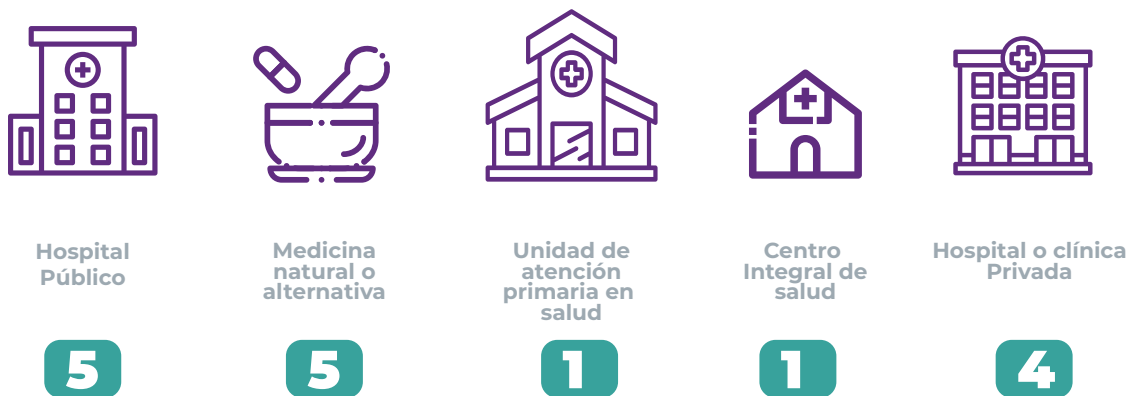 Hospital
Público
Medicina
natural o
alternativa
Unidad de
atención
primaria en
salud
Centro
Integral de
salud
Hospital o clínica
Privada
5
5
1
1
4